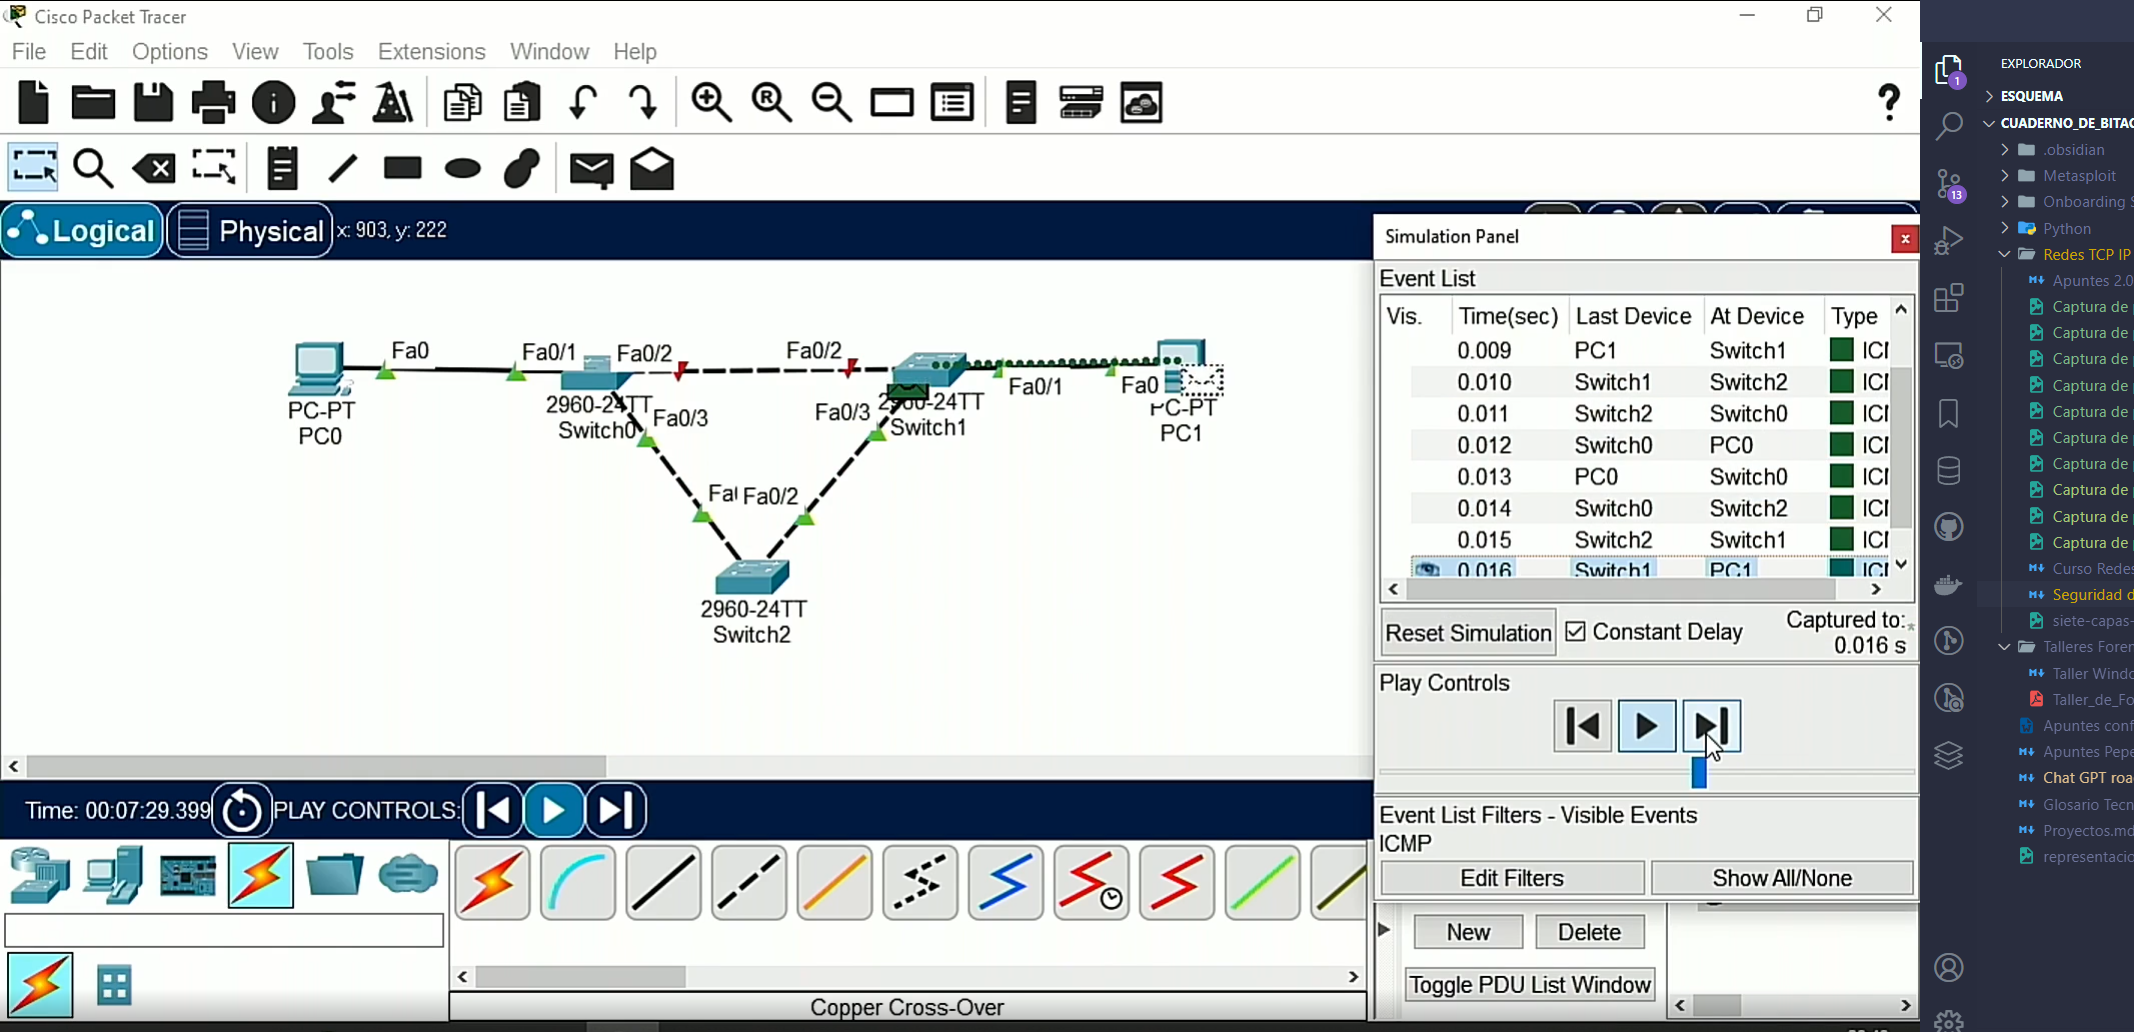 Cisco Packet Tracer
File Edit Options View Tools Extensions Window Help
Logical Physical x: 903, y: 222
Fa0 Fa0/1 Fa0/2 Fa0/2 Fa0/1 Fa0
PC-PT
PC0
2960-24TT
Switch0
Fa0/3
Fa0/3
2960-24TT
Switch1
PC-PT
PC1
Fa0/2
2960-24TT
Switch2
Simulation Panel
Event List
Vis. Time(sec) Last Device At Device Type
0.009 PC1 Switch1
0.010 Switch1 Switch2
0.011 Switch2 Switch0
0.012 Switch0 PC0
0.013 PC0 Switch0
0.014 Switch0 Switch2
0.015 Switch2 Switch1
0.016 Switch1 PC1
Reset Simulation Constant Delay Captured to:
0.016 s
Play Controls
Event List Filters - Visible Events
ICMP
Edit Filters Show All/None
New Delete
Toggle PDU List Window
Time: 00:07:29.399 PLAY CONTROLS:
Copper Cross-Over
EXPLORADOR
1
ESQUEMA
CUADERNO_DE_BITAC
.obsidian
Metasploit
13
Onboarding
Python
Redes TCP IP
Apuntes 2.0
Captura de
Captura de
Captura de
Captura de
Captura de
Captura de
Captura de
Captura de
Captura de
Captura de
Curso Redes
Seguridad d
siete-capas-
Talleres Foren
Taller Windo
Taller_de_Fo
Apuntes conf
Apuntes Pepe
Chat GPT roa
Glosario Tecn
Proyectos.md
representacio